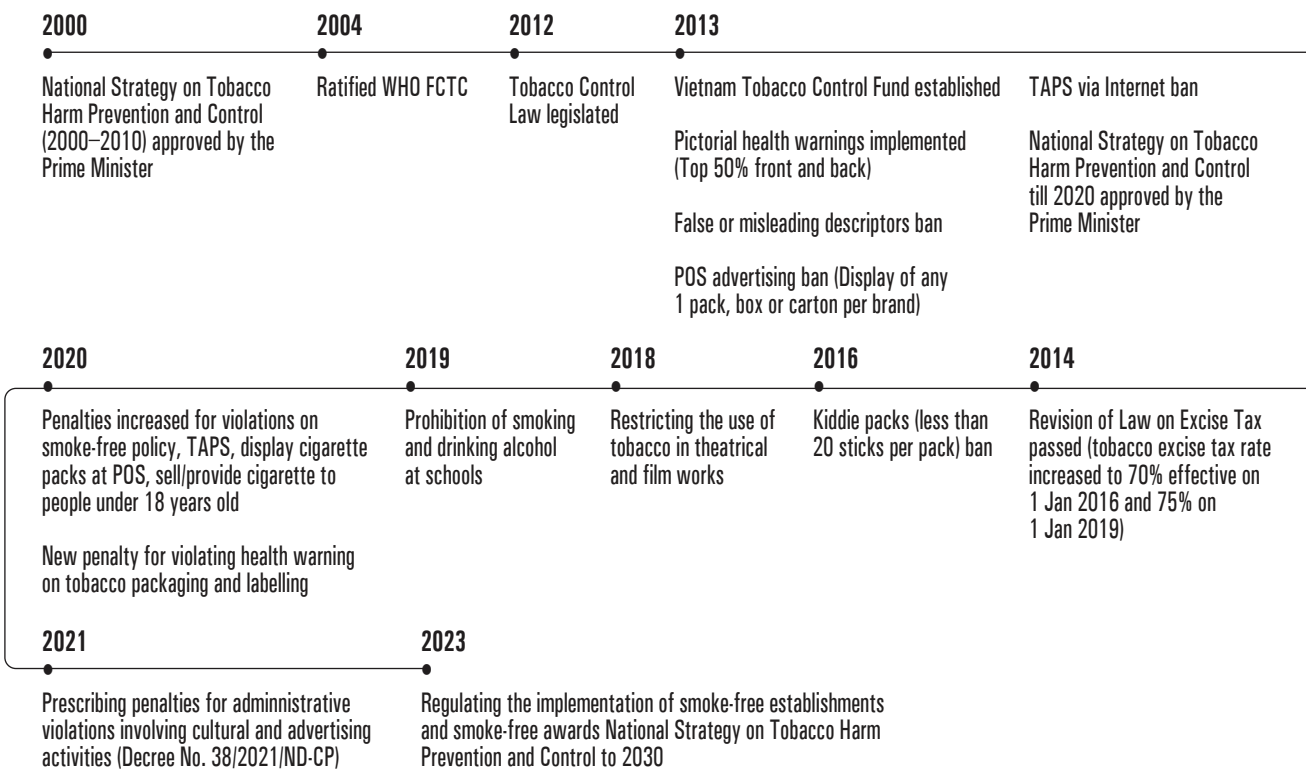 2000
National Strategy on Tobacco
Harm Prevention and Control
(2000–2010) approved by the
Prime Minister
2004
Ratified WHO FCTC
2012
Tobacco Control
Law legislated
2013
Vietnam Tobacco Control Fund established
Pictorial health warnings implemented
(Top 50% front and back)
False or misleading descriptors ban
POS advertising ban (Display of any
1 pack, box or carton per brand)
TAPS via Internet ban
National Strategy on Tobacco
Harm Prevention and Control
till 2020 approved by the
Prime Minister
2020
Penalties increased for violations on
smoke-free policy, TAPS, display cigarette
packs at POS, sell/provide cigarette to
people under 18 years old
New penalty for violating health warning
on tobacco packaging and labelling
2019
Prohibition of smoking
and drinking alcohol
at schools
2018
Restricting the use of
tobacco in theatrical
and film works
2016
Kiddie packs (less than
20 sticks per pack) ban
2014
Revision of Law on Excise Tax
passed (tobacco excise tax rate
increased to 70% effective on
1 Jan 2016 and 75% on
1 Jan 2019)
2021
Prescribing penalties for adminnistrative
violations involving cultural and advertising
activities (Decree No. 38/2021/ND-CP)
2023
Regulating the implementation of smoke-free establishments
and smoke-free awards National Strategy on Tobacco Harm
Prevention and Control to 2030